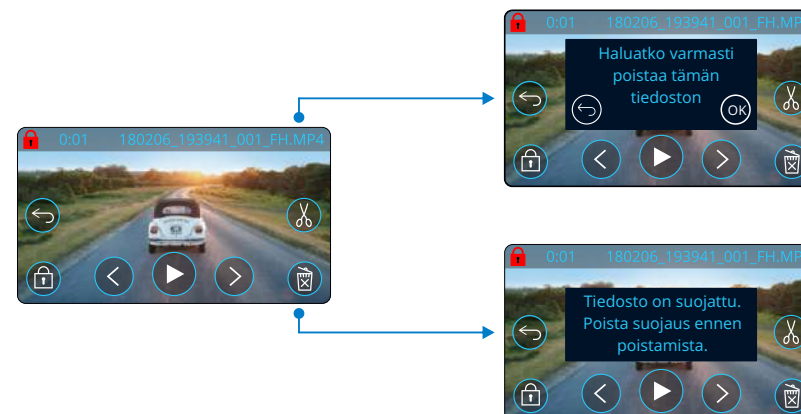 0:01 180206_193941_001_FH.MP4
Haluatko varmasti
poistaa tämän
tiedoston
OK
0:01 180206_193941_001_FH.MP4
0:01 180206_193941_001_FH.MP
Tiedosto on suojattu.
Poista suojaus ennen
poistamista.